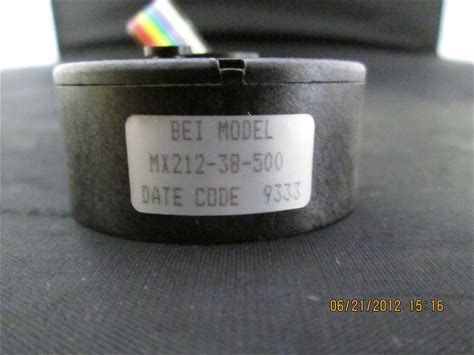 BEI MODEL
MX212-38-500
DATE CODE 9333
06/21/2012 15:16